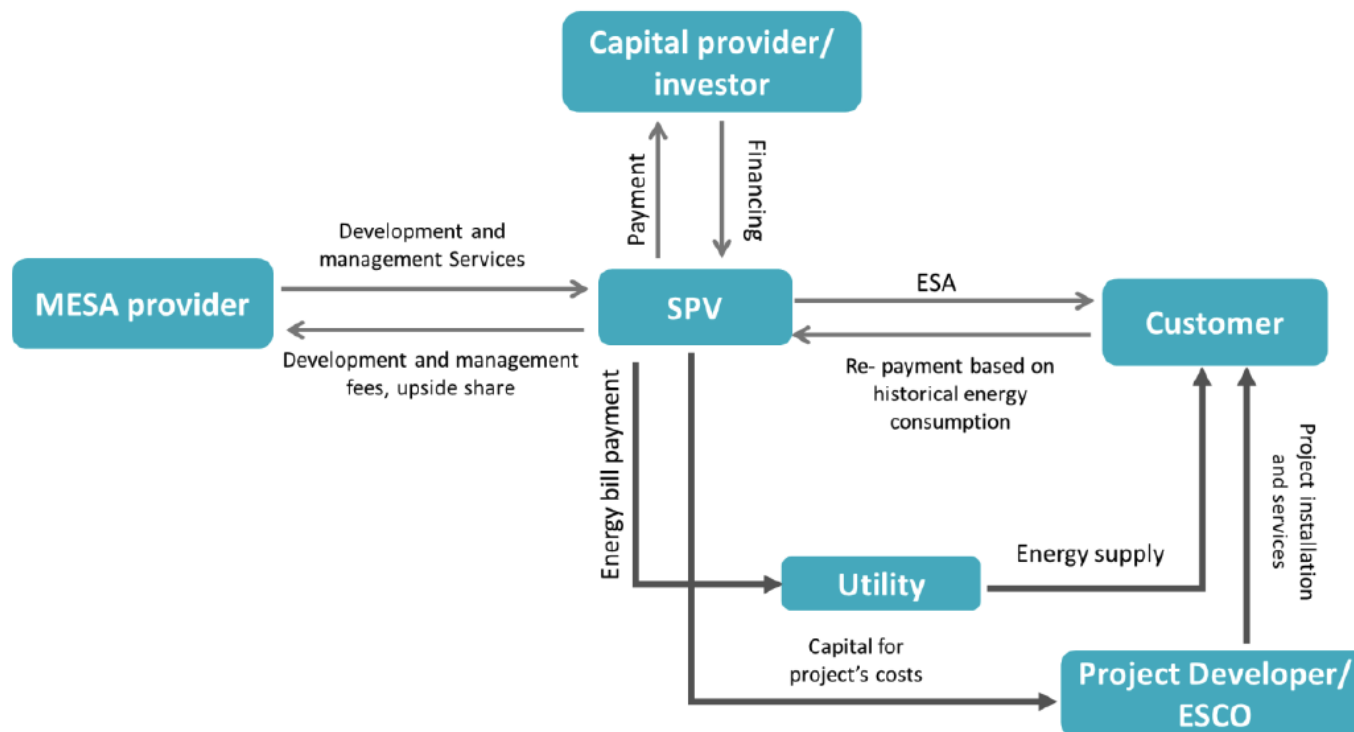 Capital provider/
investor
Payment
Financing
Development and
management Services
MESA provider
SPV
ESA
Customer
Development and management
fees, upside share
Re- payment based on
historical energy
consumption
Energy bill payment
Project installation
and services
Utility
Energy supply
Capital for
project's costs
Project Developer/
ESCO